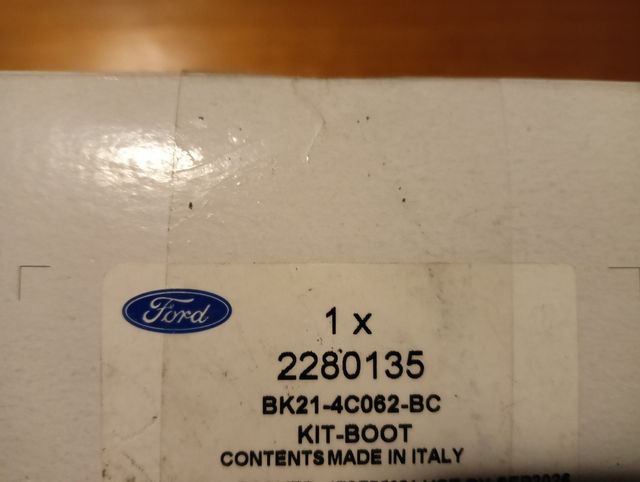 Ford
1 x
2280135
BK21-4C062-BC
KIT-BOOT
CONTENTS MADE IN ITALY